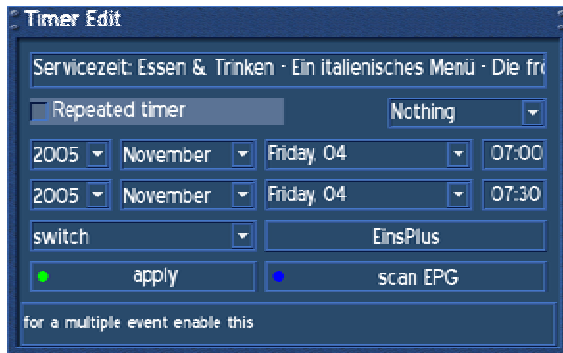 Timer Edit
Servicezeit: Essen & Trinken - Ein italienisches Menü - Die frö
Repeated timer Nothing
2005 November Friday, 04 07:00
2005 November Friday, 04 07:30
switch EinsPlus
apply scan EPG
for a multiple event enable this